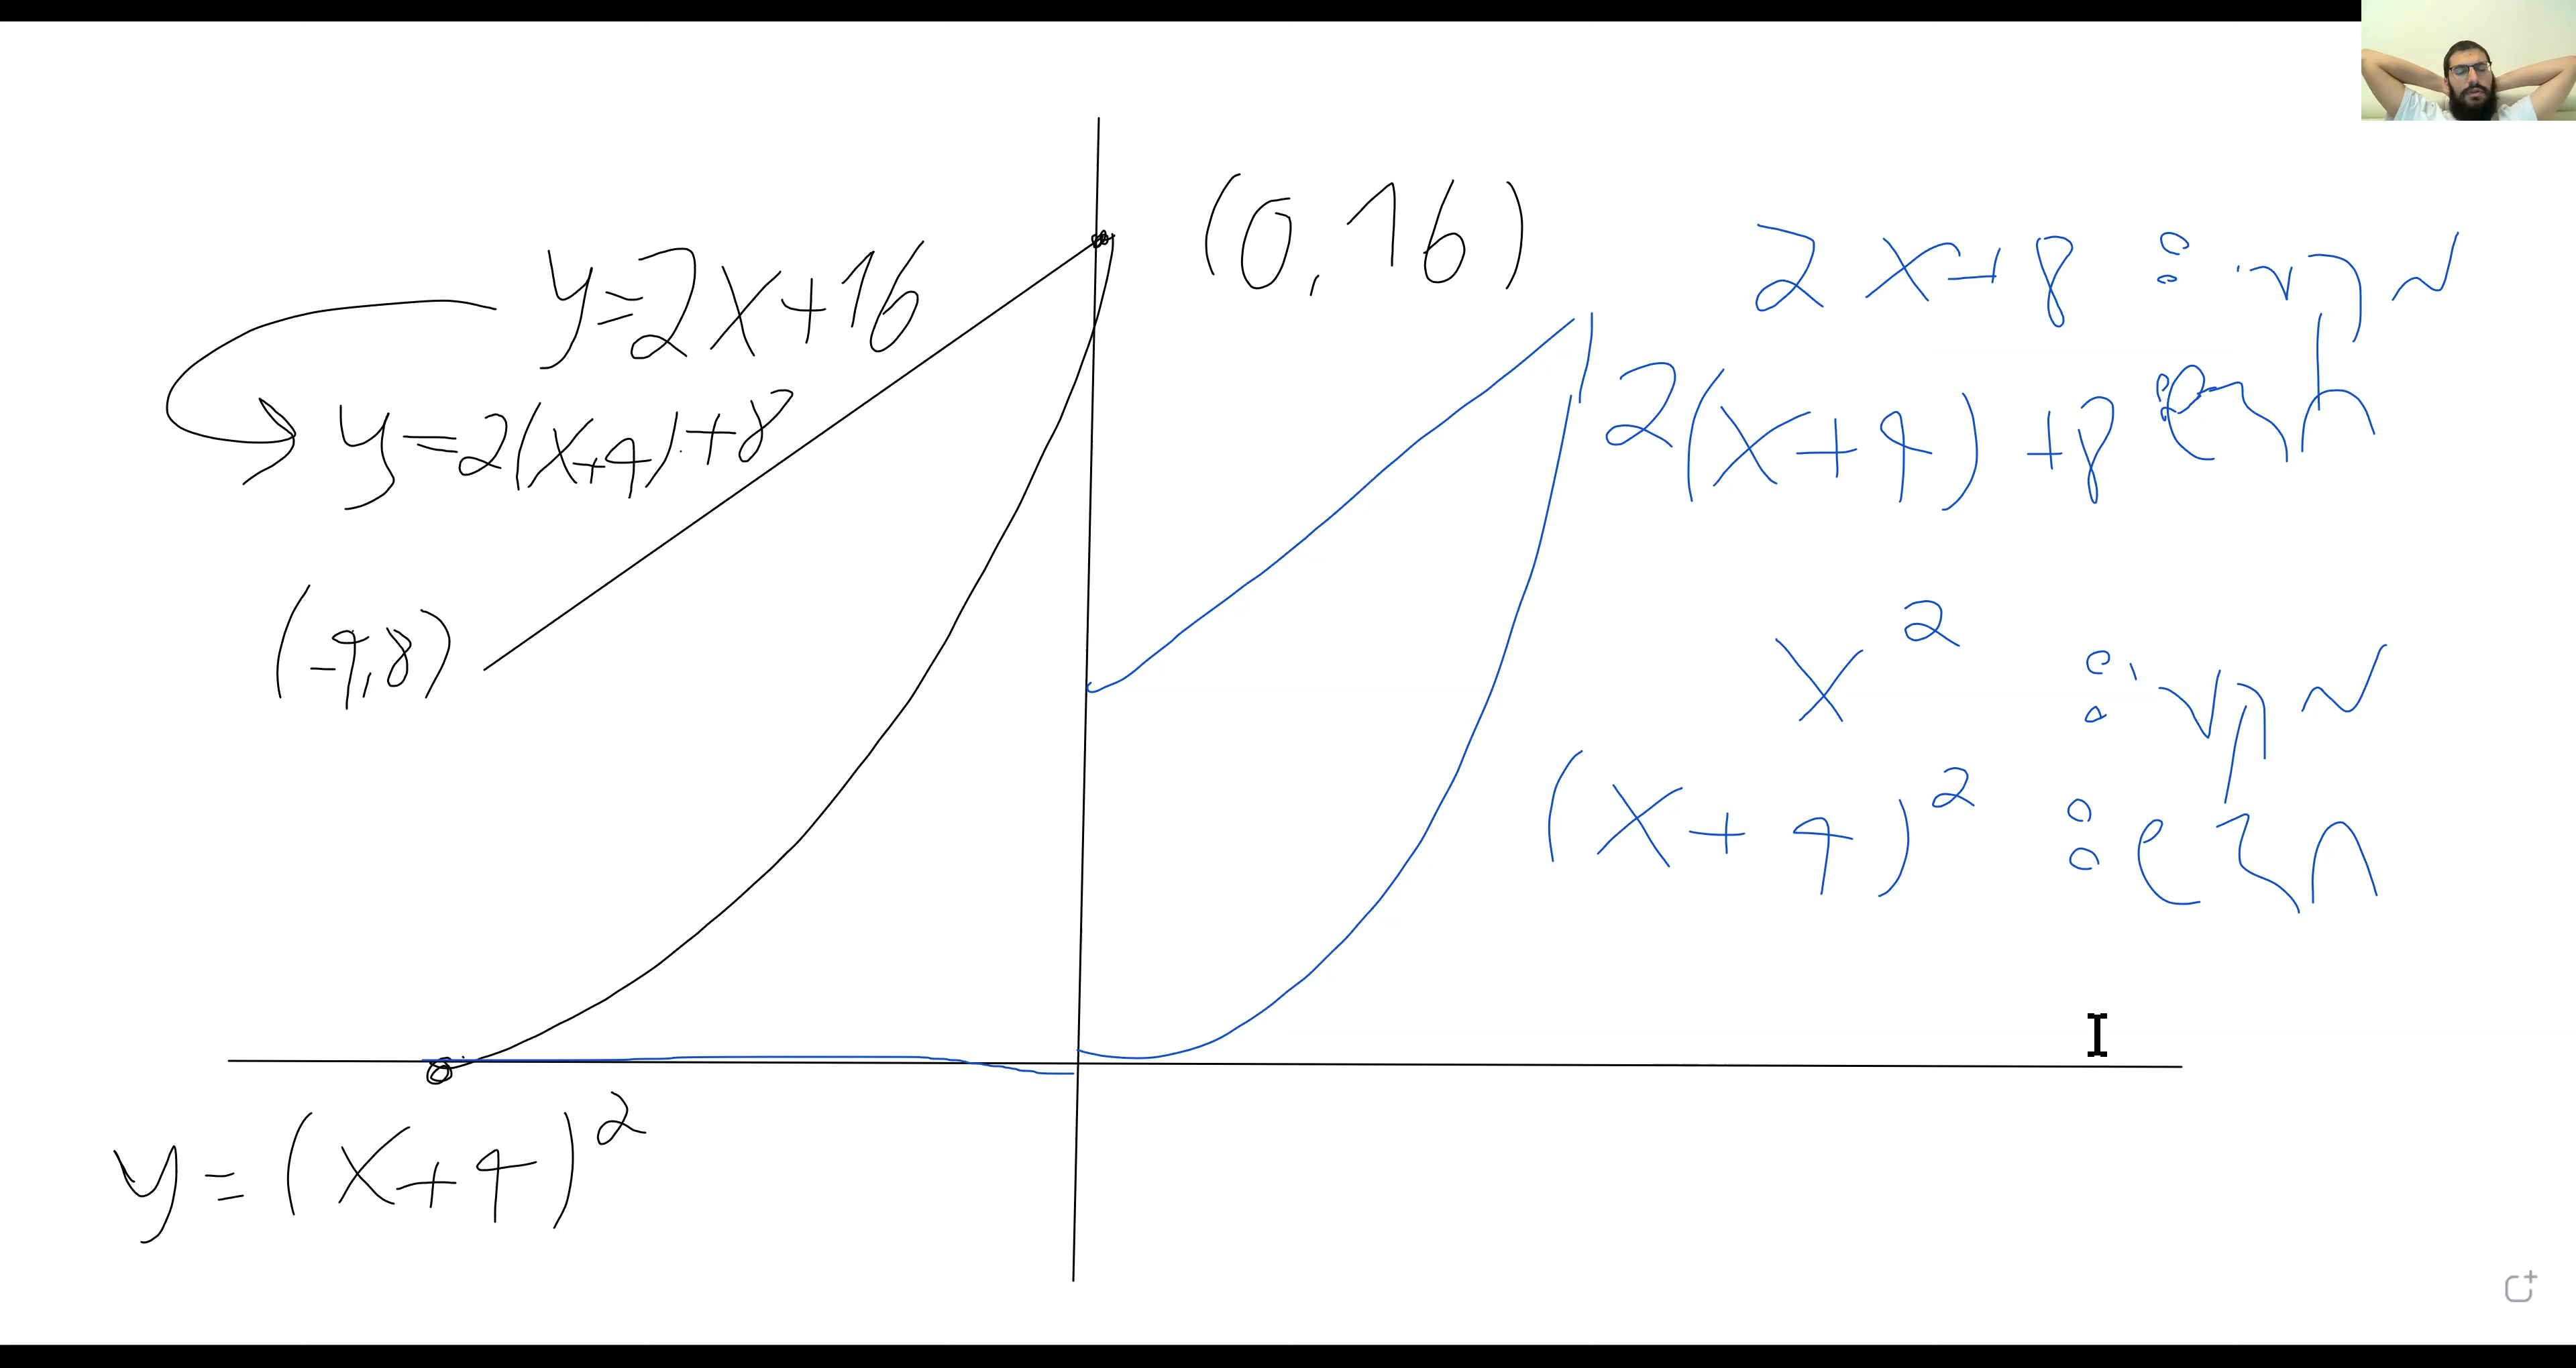 (0,16)
y=2x+16
y=2(x+4)+8
(-4,8)
y=(x+4)²
מקורי: 2x+8
חדש: 2(x+4)+8
מקורי: x²
חדש: (x+4)²